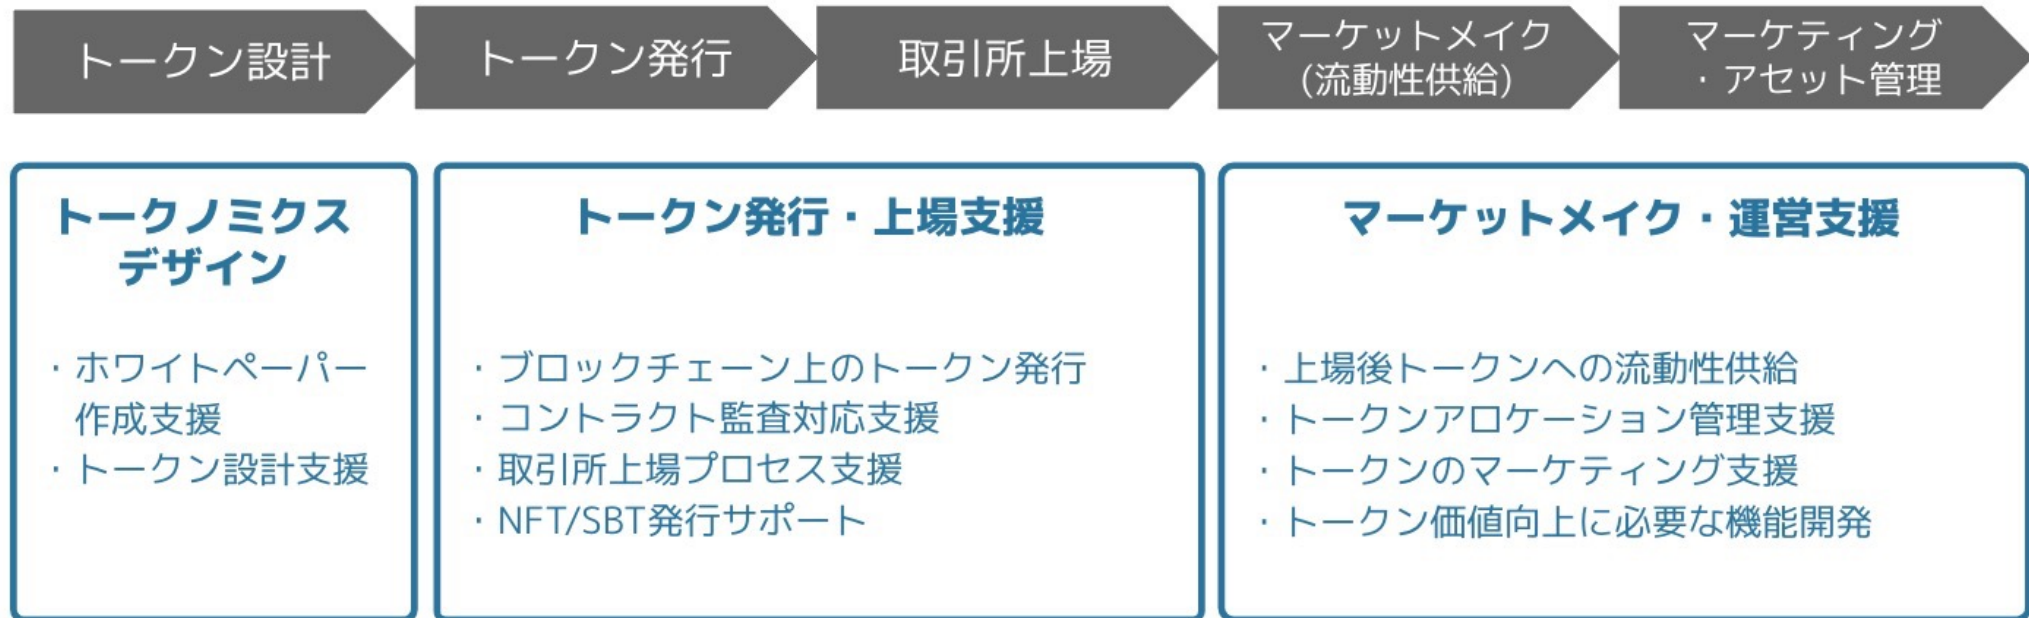 トークン設計
トークン発行
取引所上場
マーケットメイク
(流動性供給)
マーケティング
・アセット管理
トークノミクス
デザイン
・ホワイトペーパー
作成支援
・トークン設計支援
トークン発行・上場支援
・ブロックチェーン上のトークン発行
・コントラクト監査対応支援
・取引所上場プロセス支援
・NFT/SBT発行サポート
マーケットメイク・運営支援
・上場後トークンへの流動性供給
・トークンアロケーション管理支援
・トークンのマーケティング支援
・トークン価値向上に必要な機能開発